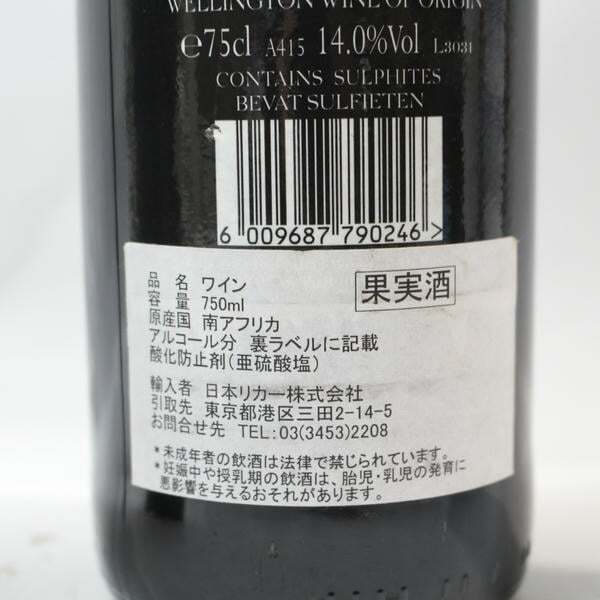 WELLINGTON WINE OF ORIGIN
℮75cl A415 14.0%Vol L3031
CONTAINS SULPHITES
BEVAT SULFIETEN
6 009687 790246>
品 名 ワイン 果実酒
容 量 750ml
原産国 南アフリカ
アルコール分 裏ラベルに記載
酸化防止剤(亜硫酸塩)
輸入者 日本リカー株式会社
引取先 東京都港区三田2-14-5
お問合せ先 TEL:03(3453)2208
*未成年者の飲酒は法律で禁じられています。
*妊娠中や授乳期の飲酒は、胎児・乳児の発育に
悪影響を与えるおそれがあります。